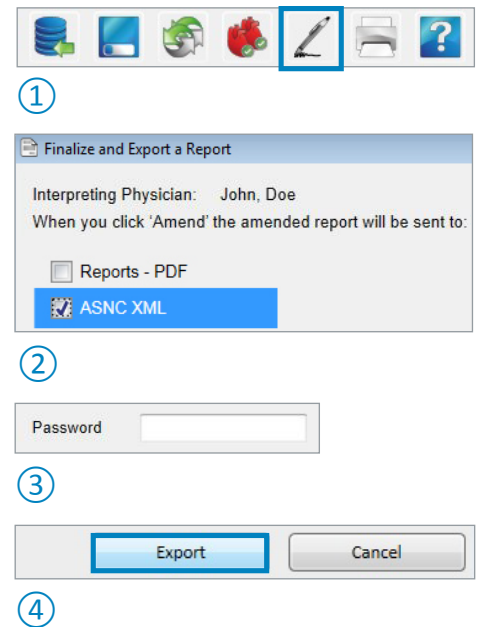 ?
①
Finalize and Export a Report
Interpreting Physician: John, Doe
When you click 'Amend' the amended report will be sent to:
Reports - PDF
ASNC XML
②
Password
③
Export Cancel
④